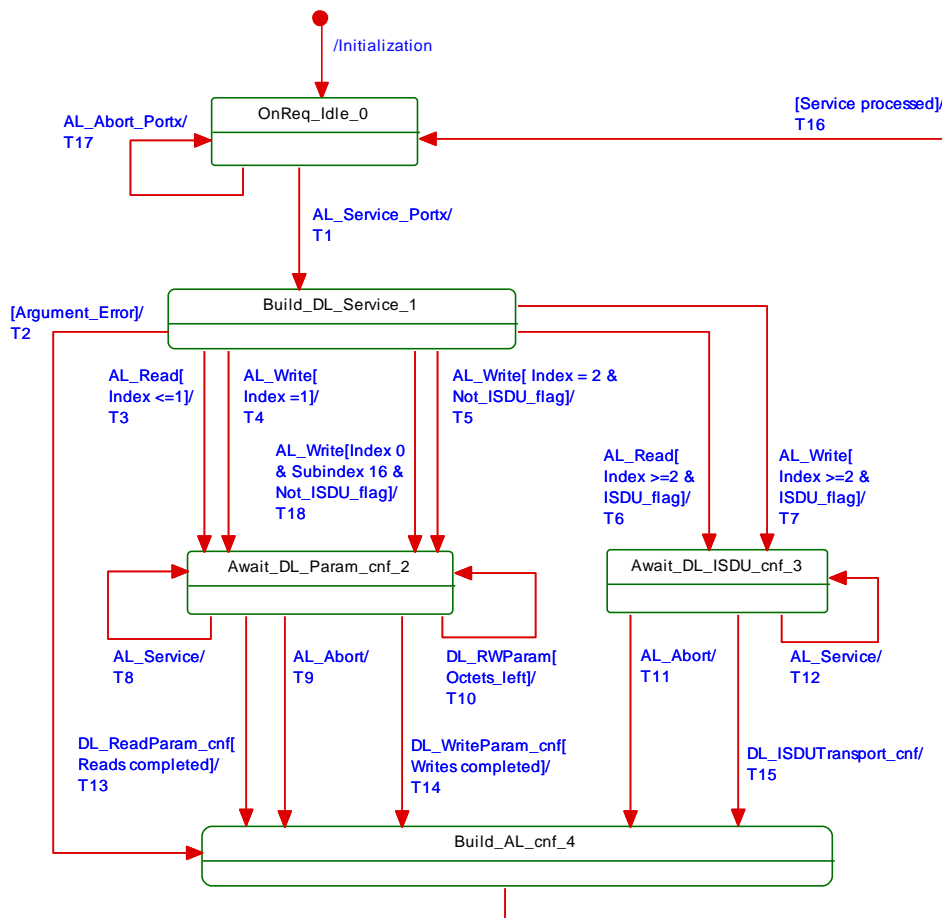 /Initialization
OnReq_Idle_0
AL_Abort_Portx/
T17
[Service processed]/
T16
AL_Service_Portx/
T1
Build_DL_Service_1
[Argument_Error]/
T2
AL_Read[
Index <=1]/
T3
AL_Write[
Index =1]/
T4
AL_Write[ Index = 2 &
Not_ISDU_flag]/
T5
AL_Write[Index 0
& Subindex 16 &
Not_ISDU_flag]/
T18
AL_Read[
Index >=2 &
ISDU_flag]/
T6
AL_Write[
Index >=2 &
ISDU_flag]/
T7
Await_DL_Param_cnf_2
Await_DL_ISDU_cnf_3
AL_Service/
T8
AL_Abort/
T9
DL_RWParam[
Octets_left]/
T10
AL_Abort/
T11
AL_Service/
T12
DL_ReadParam_cnf[
Reads completed]/
T13
DL_WriteParam_cnf[
Writes completed]/
T14
DL_ISDUTransport_cnf/
T15
Build_AL_cnf_4